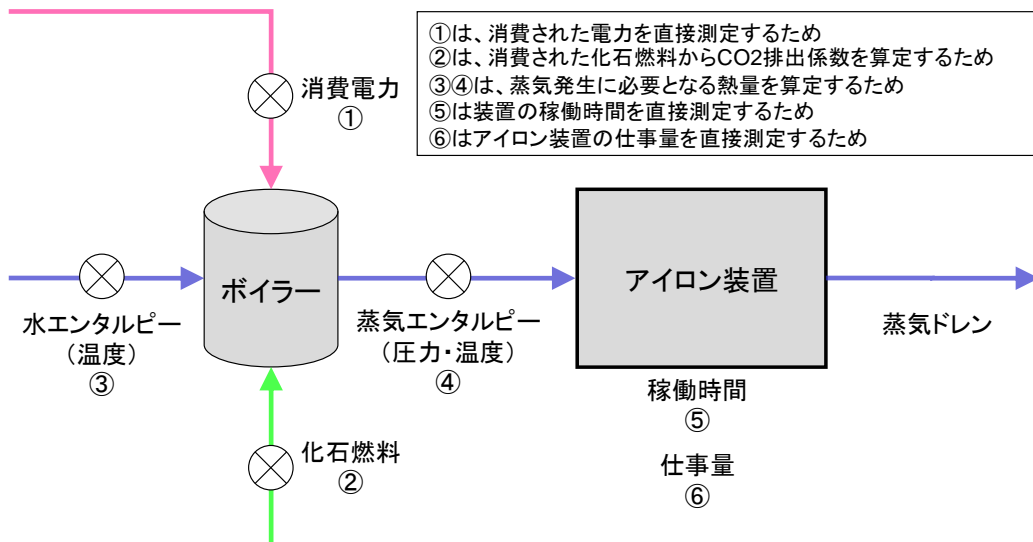 ①は、消費された電力を直接測定するため
②は、消費された化石燃料からCO2排出係数を算定するため
③④は、蒸気発生に必要となる熱量を算定するため
⑤は装置の稼働時間を直接測定するため
⑥はアイロン装置の仕事量を直接測定するため
消費電力
①
ボイラー
アイロン装置
水エンタルピー
（温度）
③
蒸気エンタルピー
（圧力・温度）
④
蒸気ドレン
稼働時間
⑤
化石燃料
②
仕事量
⑥